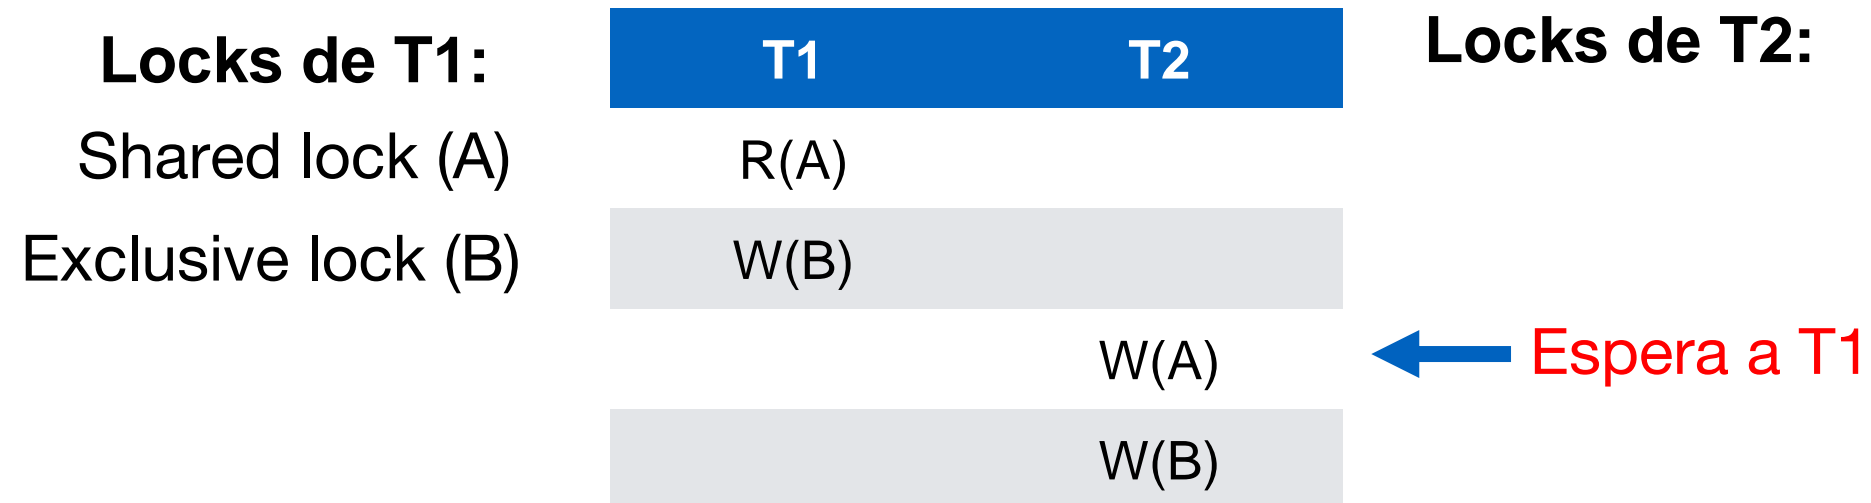 Locks de T1:
T1 T2
Locks de T2:
Shared lock (A)
R(A)
Exclusive lock (B)
W(B)
W(A)
Espera a T1
W(B)